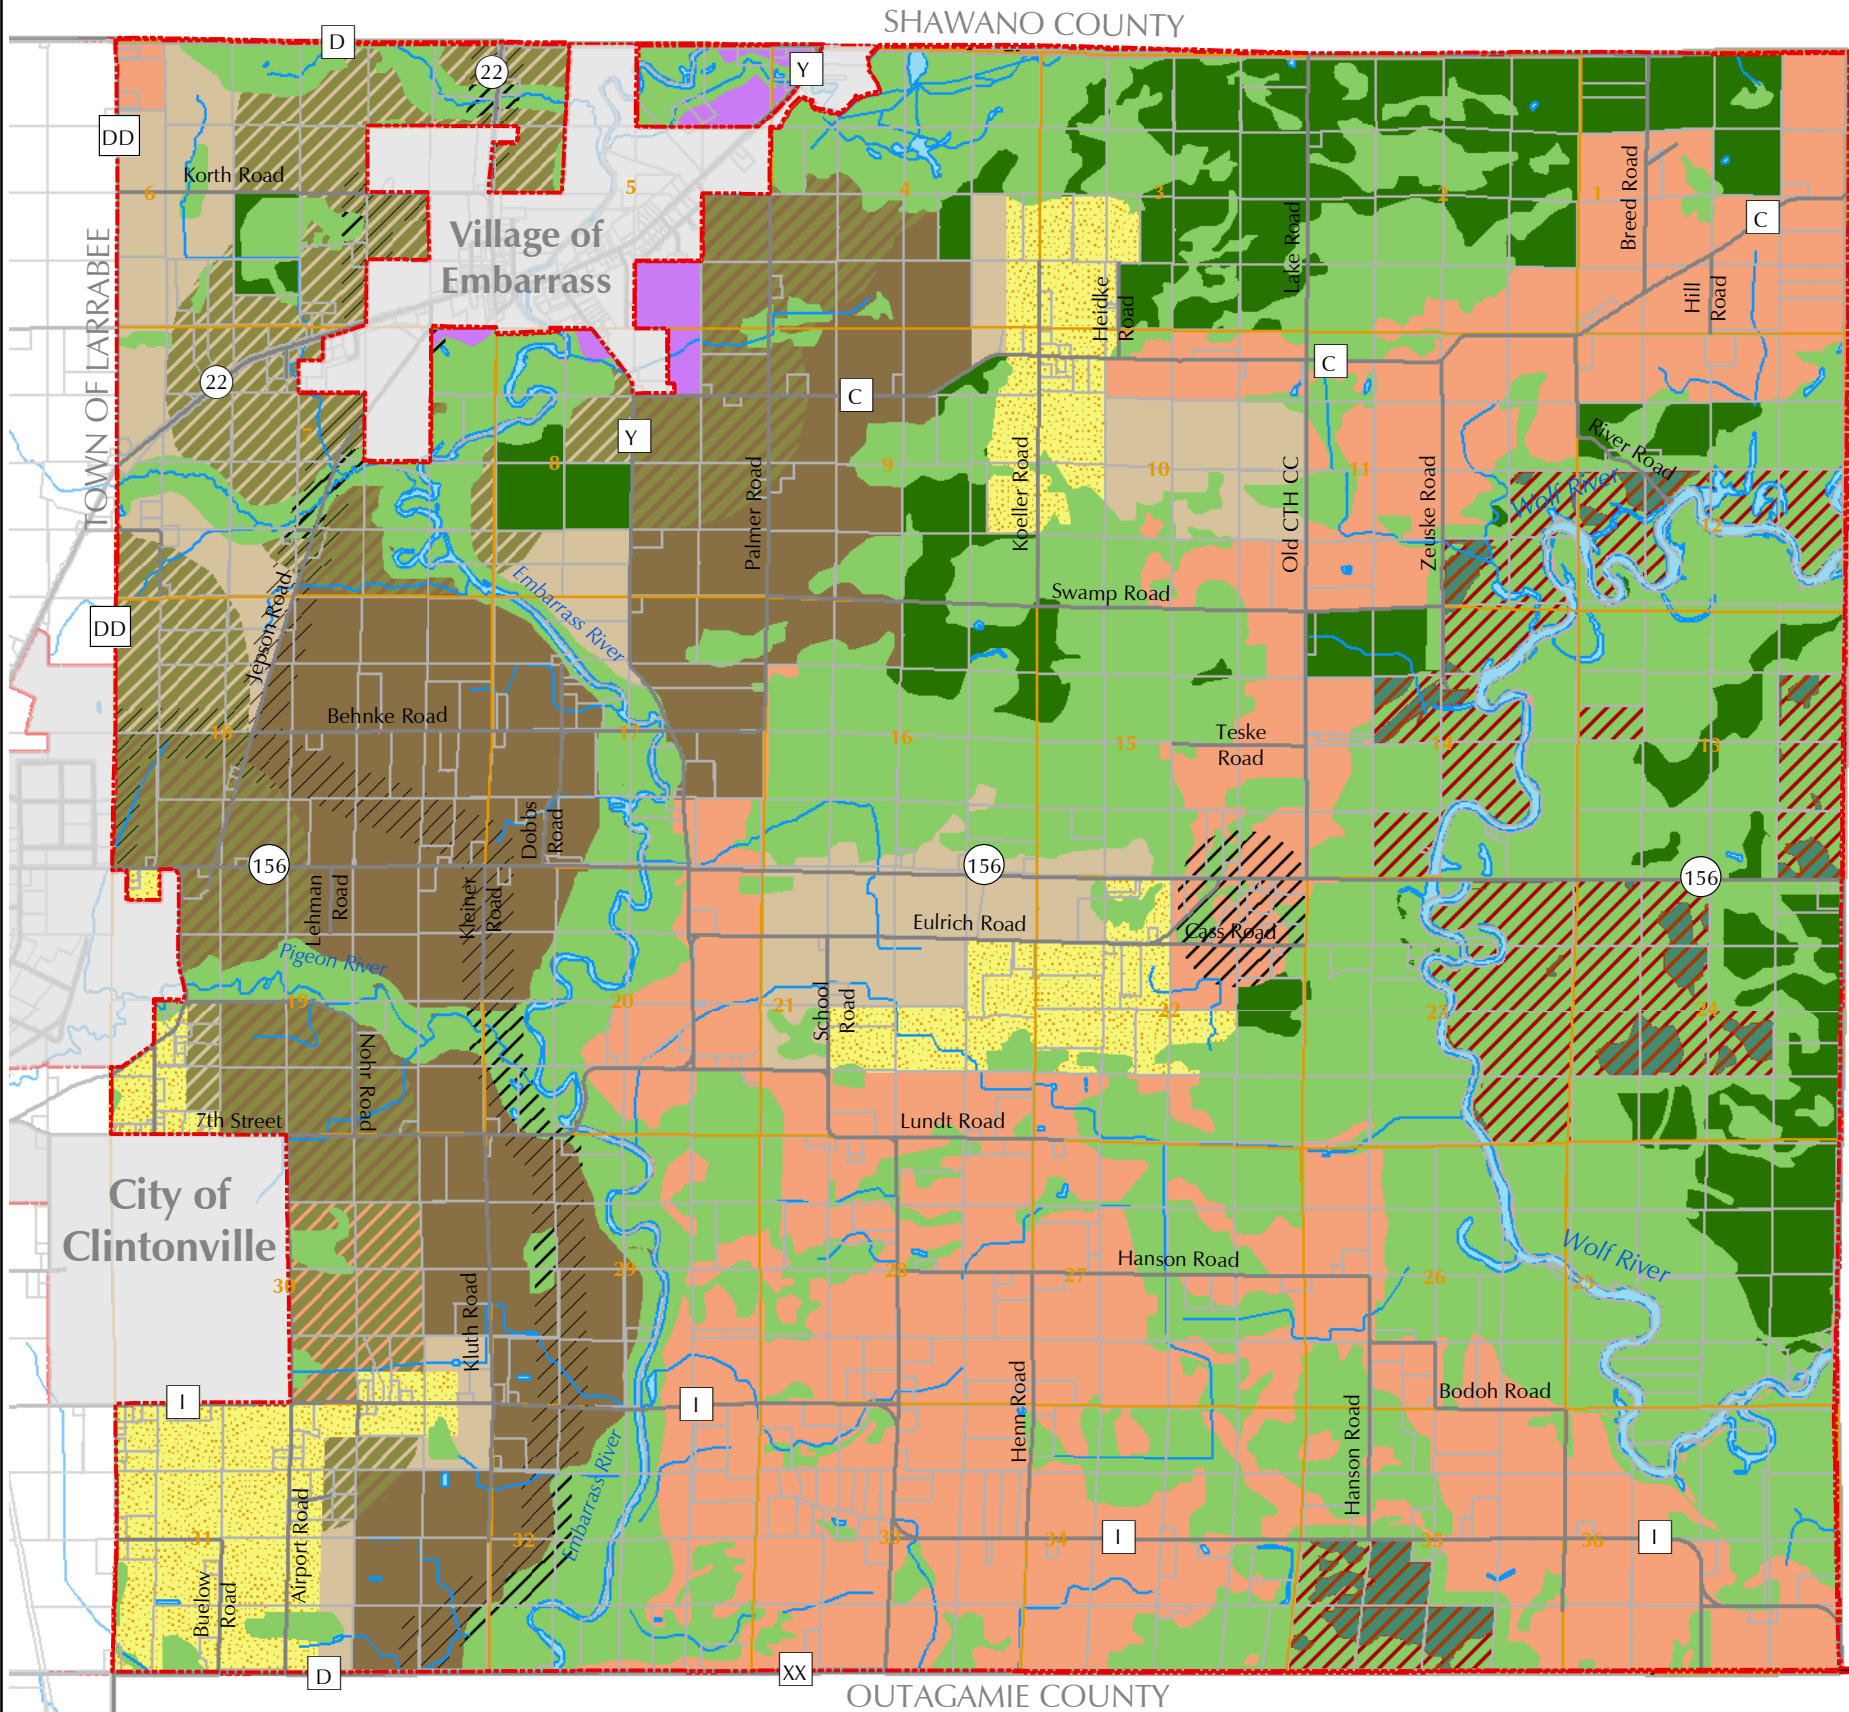 SHAWANO COUNTY
D
22
Y
DD
Korth Road
6
5
4
3
2
1
Breed Road
C
Lake Road
Village of
Embarrass
TOWN OF LARRABEE
Heidke
Road
Hill
Road
22
C
C
7
Y
8
9
10
11
River Road
Wolf River
12
Palmer Road
Koeller Road
Old CTH CC
Zeuske Road
Embarrass River
Swamp Road
DD
Jepson Road
Behnke Road
18
17
16
15
Teske
Road
14
13
Dobbs
Road
156
156
156
Lehman
Road
Kleiner
Road
Eulrich Road
Cass Road
Pigeon River
19
20
21
School
Road
22
23
24
Nohr Road
7th Street
Lundt Road
City of
Clintonville
30
29
28
27
Hanson Road
26
25
Wolf River
Kluth Road
I
I
Henn Road
Hanson Road
Bodoh Road
Embarrass River
31
Airport Road
32
33
34
I
35
36
I
Buelow
Road
D
XX
OUTAGAMIE COUNTY